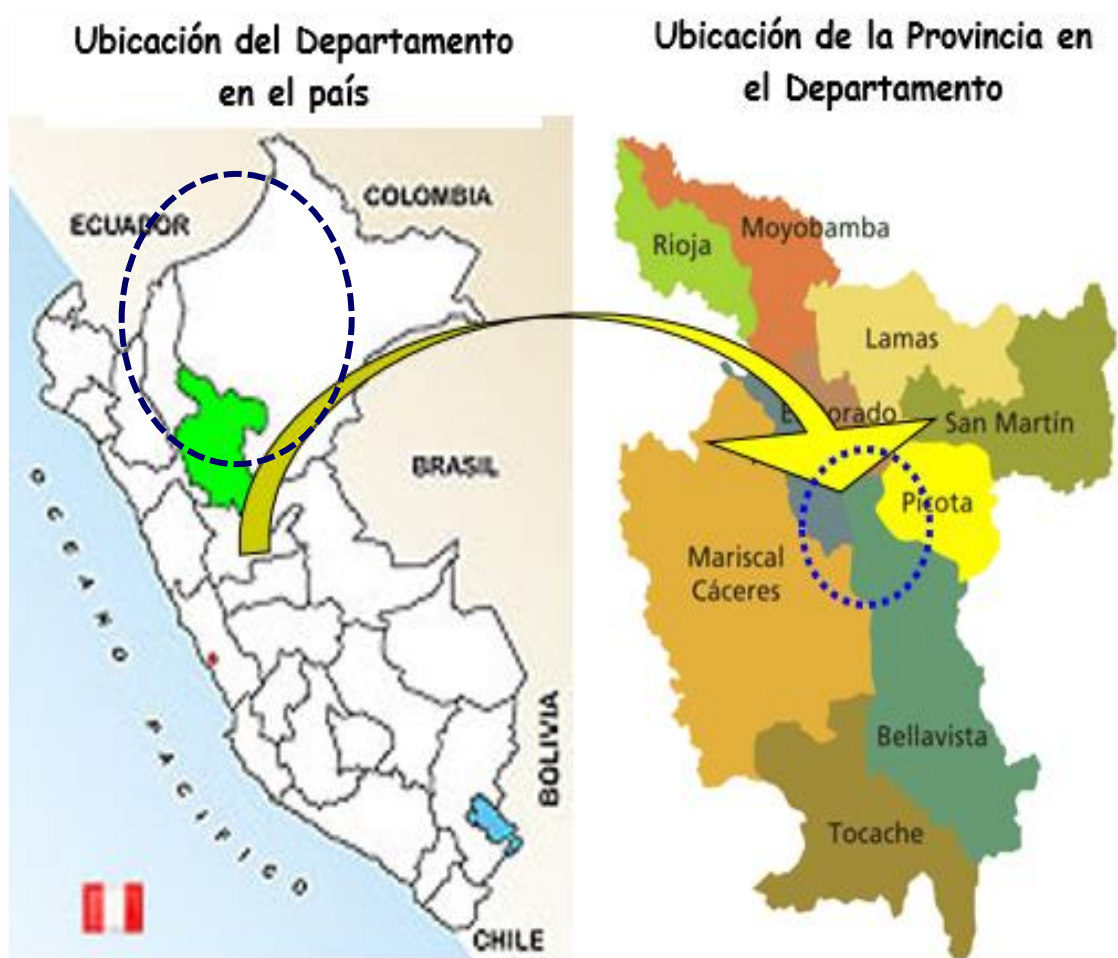 Ubicación del Departamento
en el país
Ubicación de la Provincia en
el Departamento
COLOMBIA
ECUADOR
BRASIL
BOLIVIA
OCEANO PACÍFICO
CHILE
Moyobamba
Rioja
Lamas
San Martín
Picota
Mariscal
Cáceres
Bellavista
Tocache